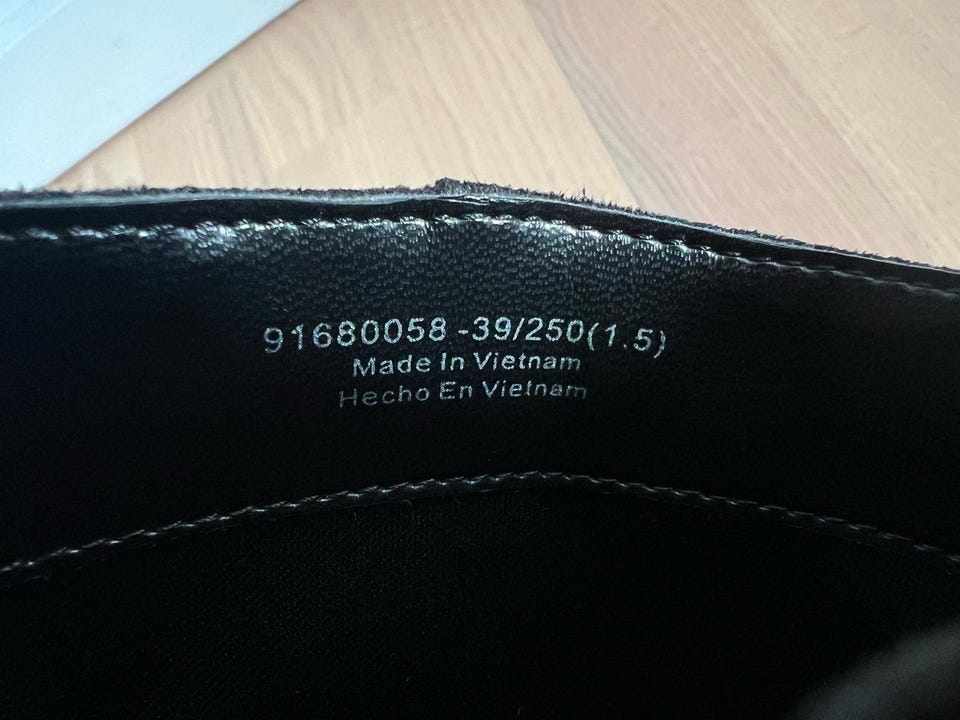 91680058-39/250(1.5)
Made In Vietnam
Hecho En Vietnam